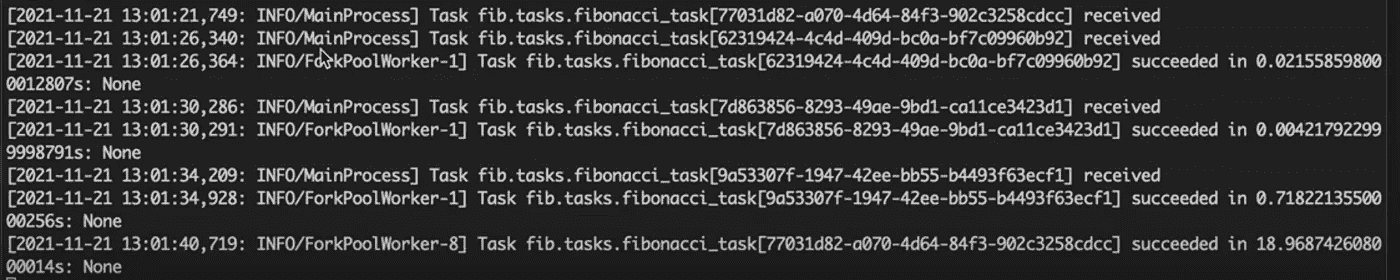 [2021-11-21 13:01:21,749: INFO/MainProcess] Task fib.tasks.fibonacci_task[77031d82-a070-4d64-84f3-902c3258cdcc] received
[2021-11-21 13:01:26,340: INFO/MainProcess] Task fib.tasks.fibonacci_task[62319424-4c4d-409d-bc0a-bf7c09960b92] received
[2021-11-21 13:01:26,364: INFO/ForkPoolWorker-1] Task fib.tasks.fibonacci_task[62319424-4c4d-409d-bc0a-bf7c09960b92] succeeded in 0.02155859800
0012807s: None
[2021-11-21 13:01:30,286: INFO/MainProcess] Task fib.tasks.fibonacci_task[7d863856-8293-49ae-9bd1-ca11ce3423d1] received
[2021-11-21 13:01:30,291: INFO/ForkPoolWorker-1] Task fib.tasks.fibonacci_task[7d863856-8293-49ae-9bd1-ca11ce3423d1] succeeded in 0.00421792299
9998791s: None
[2021-11-21 13:01:34,209: INFO/MainProcess] Task fib.tasks.fibonacci_task[9a53307f-1947-42ee-bb55-b4493f63ecf1] received
[2021-11-21 13:01:34,928: INFO/ForkPoolWorker-1] Task fib.tasks.fibonacci_task[9a53307f-1947-42ee-bb55-b4493f63ecf1] succeeded in 0.71822135500
00256s: None
[2021-11-21 13:01:40,719: INFO/ForkPoolWorker-8] Task fib.tasks.fibonacci_task[77031d82-a070-4d64-84f3-902c3258cdcc] succeeded in 18.9687426080
00014s: None